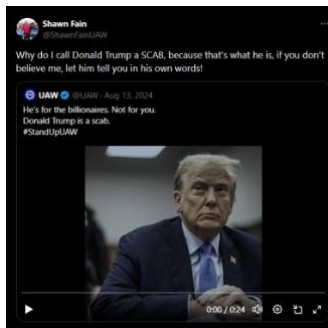 Shawn Fain
@ShawnFainUAW
Why do I call Donald Trump a SCAB, because that's what he is, if you don't
believe me, let him tell you in his own words!
UAW @UAW · Aug 13, 2024
He's for the billionaires. Not for you.
Donald Trump is a scab.
#StandUpUAW
0:00 / 0:24